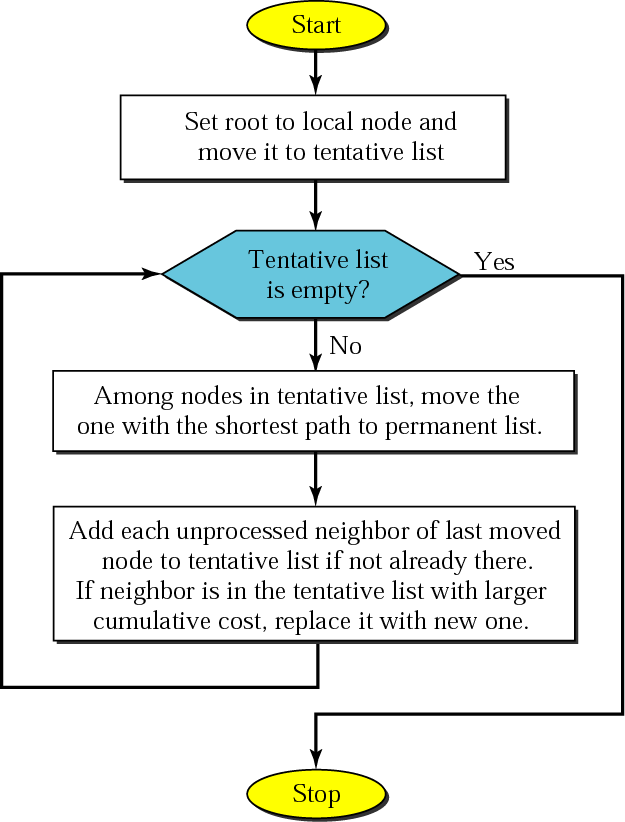 Start
Set root to local node and
move it to tentative list
Tentative list
is empty?
Yes
No
Among nodes in tentative list, move the
one with the shortest path to permanent list.
Add each unprocessed neighbor of last moved
node to tentative list if not already there.
If neighbor is in the tentative list with larger
cumulative cost, replace it with new one.
Stop